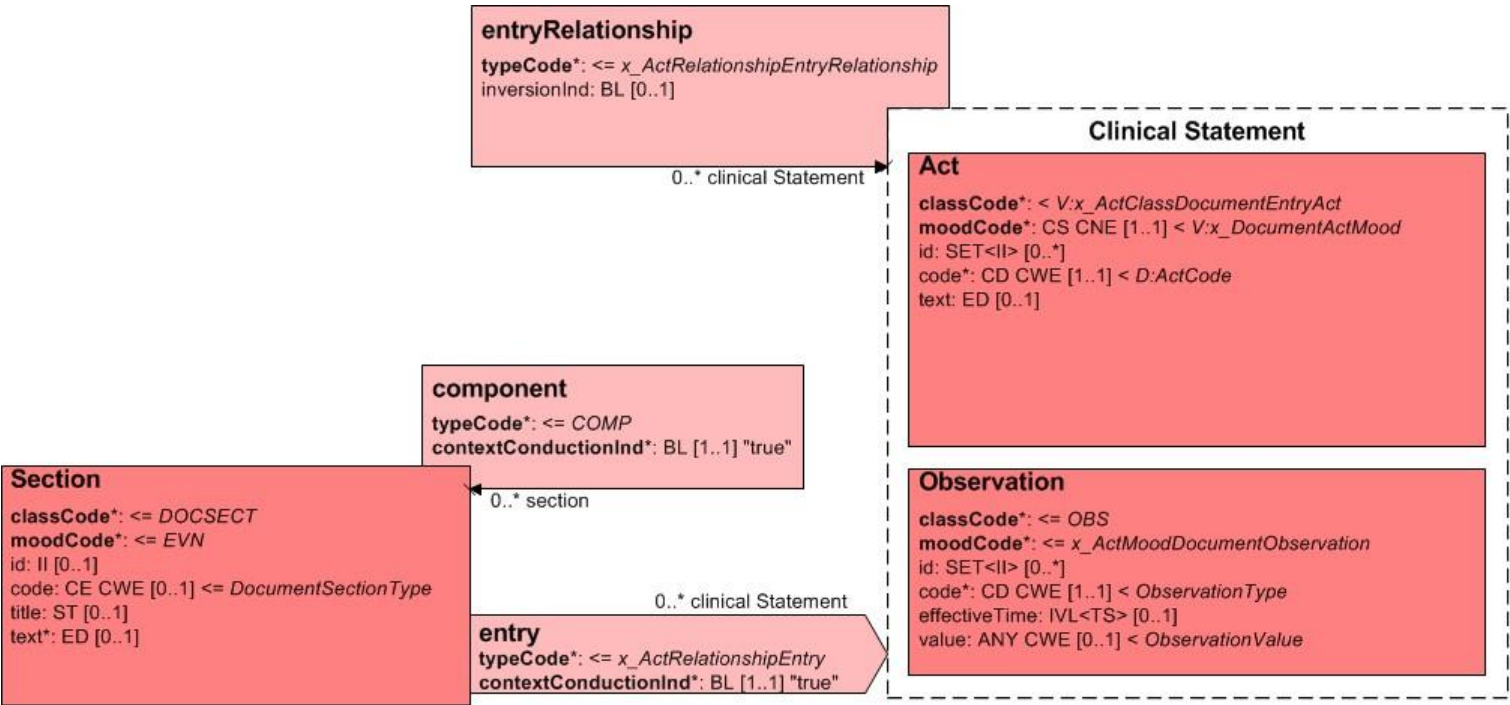 entryRelationship
typeCode*: <= x_ActRelationshipEntryRelationship
inversionInd: BL [0..1]
0..* clinical Statement
Clinical Statement
Act
classCode*: < V:x_ActClassDocumentEntryAct
moodCode*: CS CNE [1..1] < V:x_DocumentActMood
id: SET<II> [0..*]
code*: CD CWE [1..1] < D:ActCode
text: ED [0..1]
component
typeCode*: <= COMP
contextConductionInd*: BL [1..1] "true"
0..* section
Section
classCode*: <= DOCSECT
moodCode*: <= EVN
id: II [0..1]
code: CE CWE [0..1] <= DocumentSectionType
title: ST [0..1]
text*: ED [0..1]
0..* clinical Statement
entry
typeCode*: <= x_ActRelationshipEntry
contextConductionInd*: BL [1..1] "true"
Observation
classCode*: <= OBS
moodCode*: <= x_ActMoodDocumentObservation
id: SET<II> [0..*]
code*: CD CWE [1..1] < ObservationType
effectiveTime: IVL<TS> [0..1]
value: ANY CWE [0..1] < ObservationValue